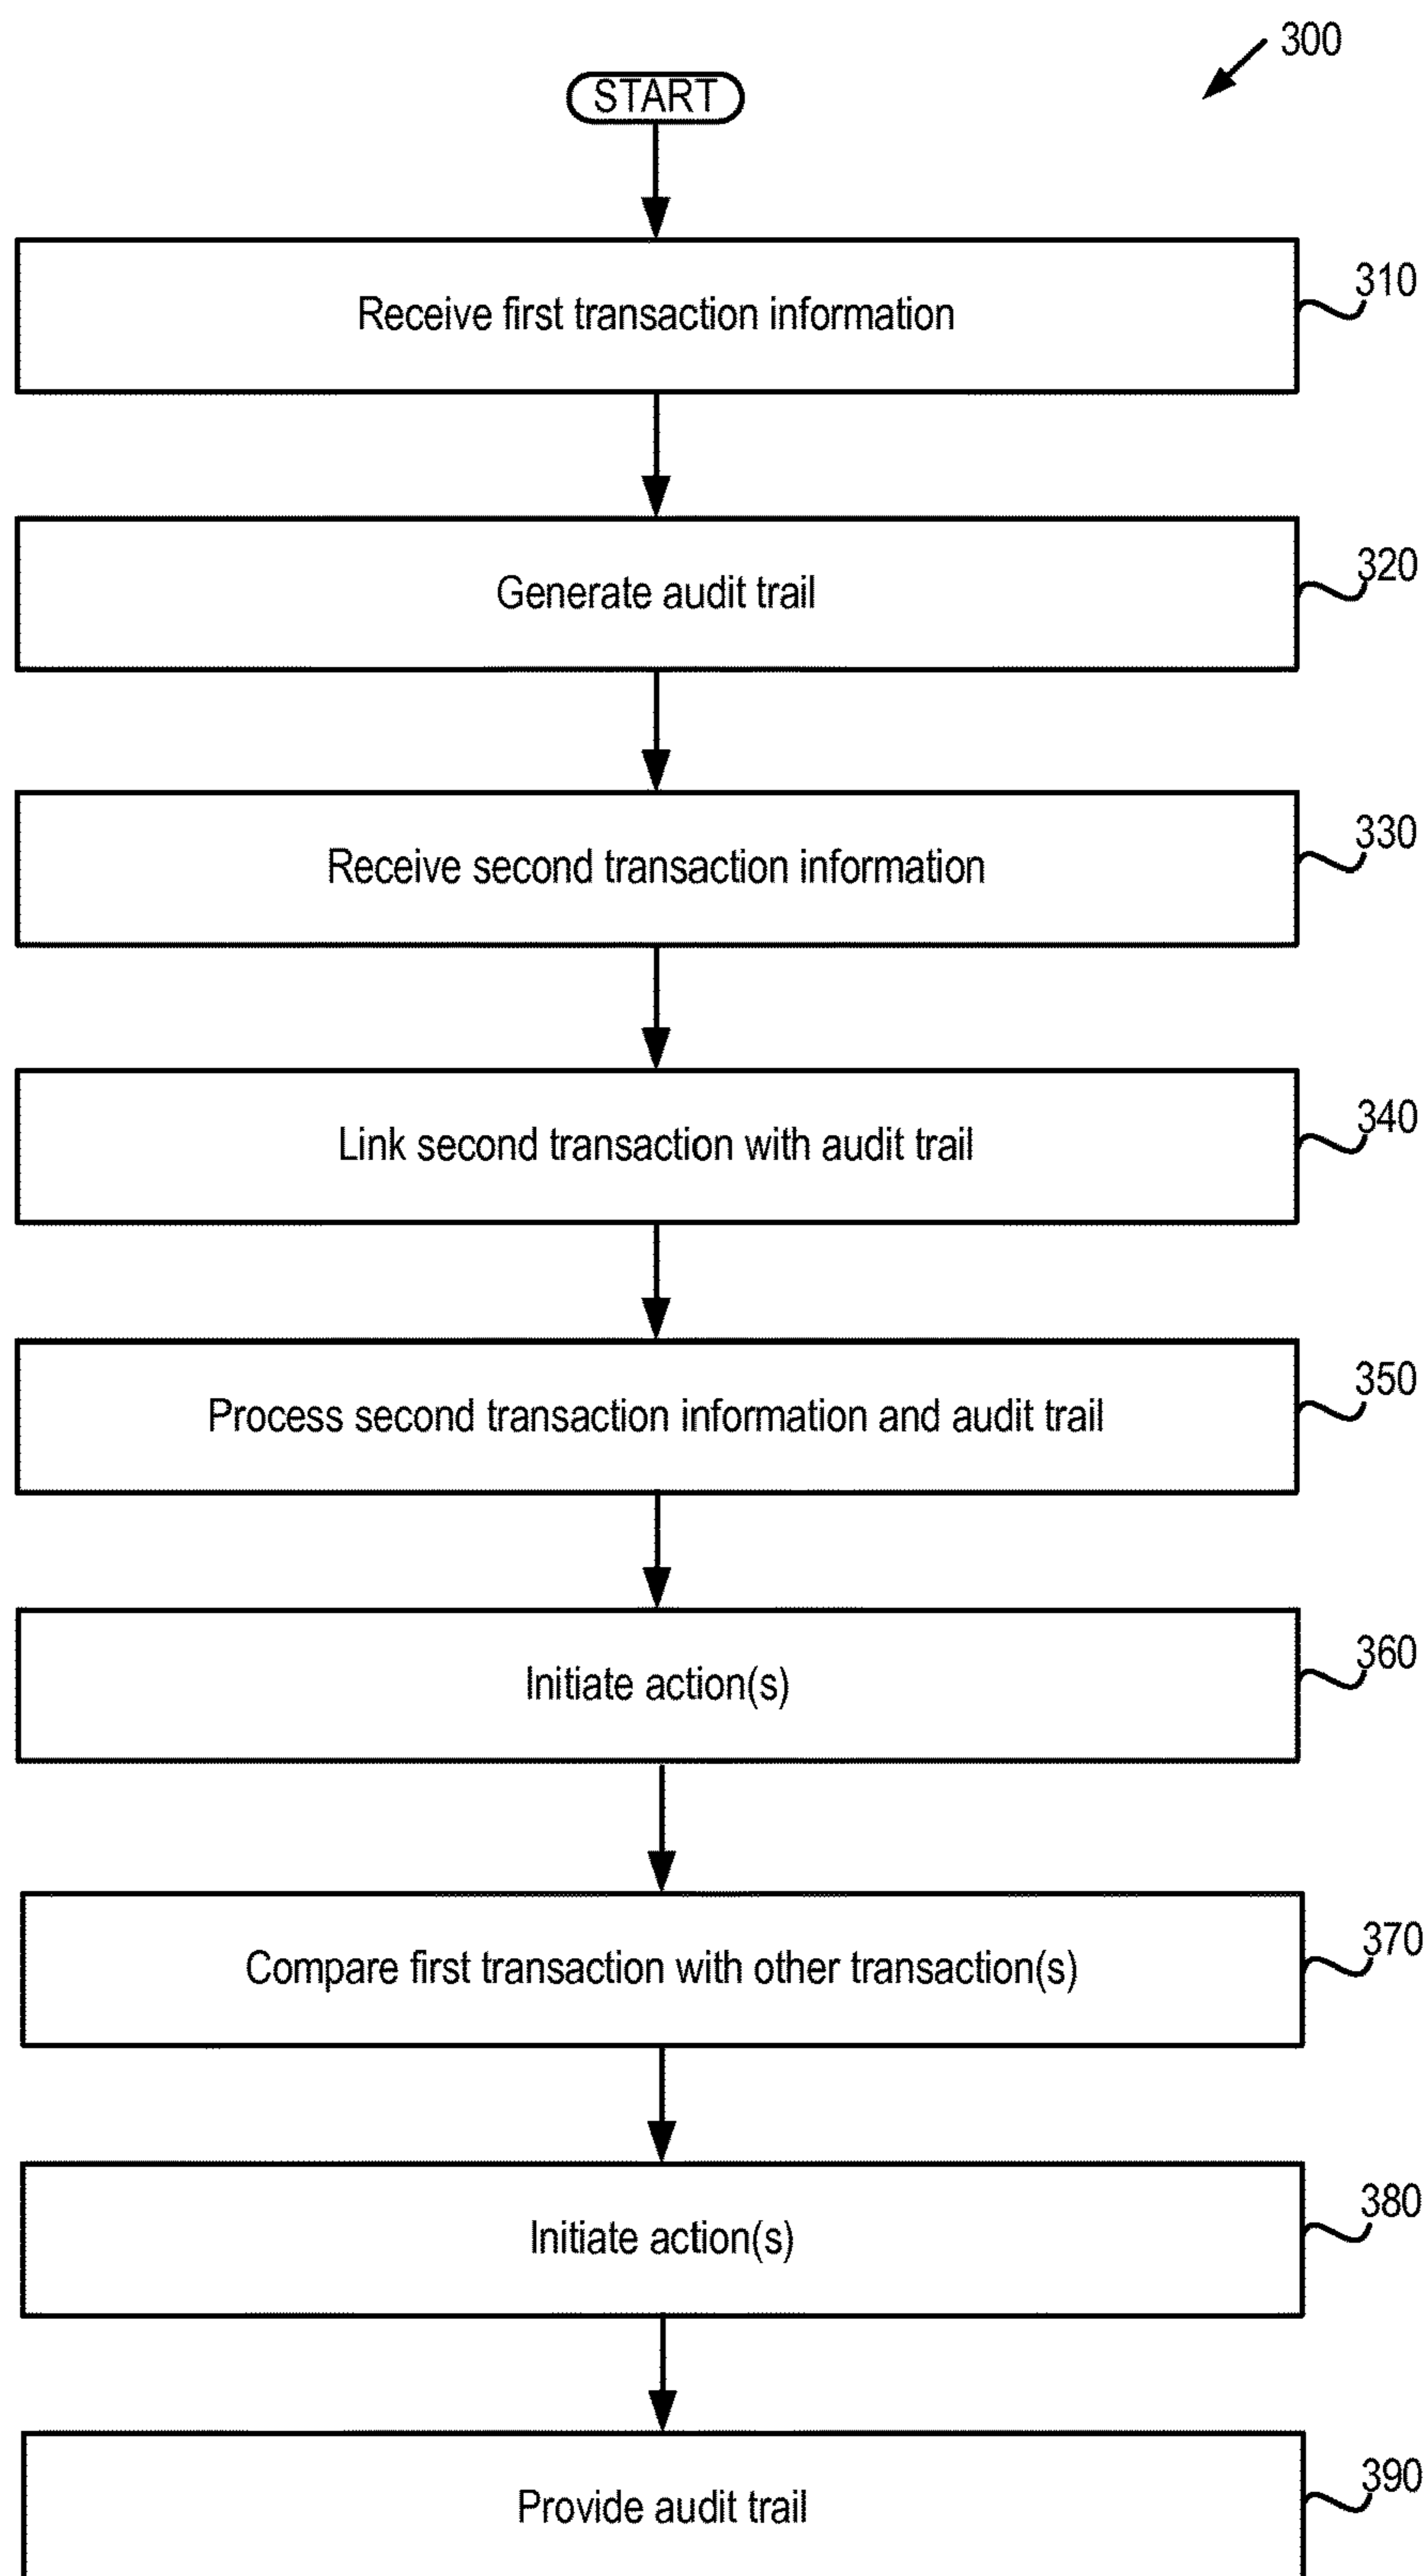 300
START
Receive first transaction information
310
Generate audit trail
320
Receive second transaction information
330
Link second transaction with audit trail
340
Process second transaction information and audit trail
350
Initiate action(s)
360
Compare first transaction with other transaction(s)
370
Initiate action(s)
380
Provide audit trail
390